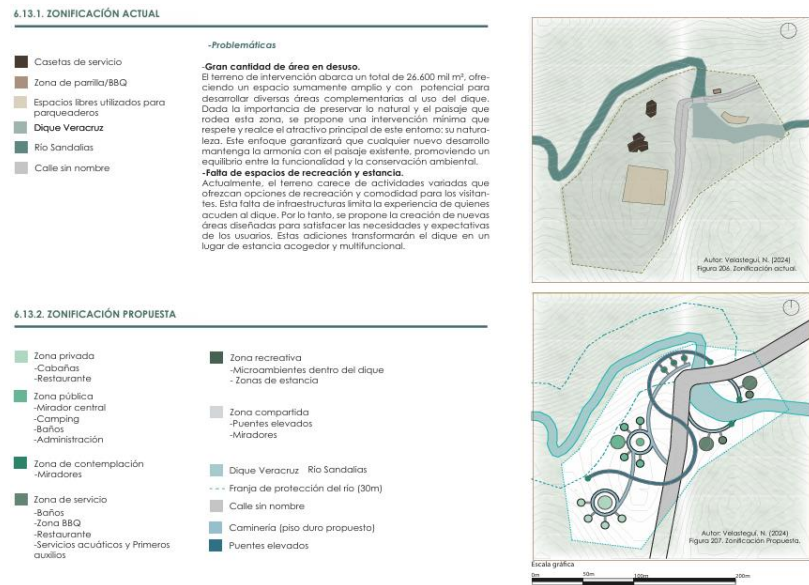 6.13.1. ZONIFICACÍÓN ACTUAL
Casetas de servicio
Zona de parrilla/BBQ
Espacios libres utilizados para
parqueaderos
Dique Veracruz
Río Sandalias
Calle sin nombre
-Problemáticas
-Gran cantidad de área en desuso.
El terreno de intervención abarca un total de 26.600 mil m², ofre-
ciendo un espacio sumamente amplio y con potencial para
desarrollar diversas áreas complementarias al uso del dique.
Dada la importancia de preservar lo natural y el paisaje que
rodea esta zona, se propone una intervención mínima que
respete y realce el atractivo principal de este entorno: su natura-
leza. Este enfoque garantizará que cualquier nuevo desarrollo
mantenga la armonía con el paisaje existente, promoviendo un
equilibrio entre la funcionalidad y la conservación ambiental.
-Falta de espacios de recreación y estancia.
Actualmente, el terreno carece de actividades variadas que
ofrezcan opciones de recreación y comodidad para los visitan-
tes. Esta falta de infraestructuras limita la experiencia de quienes
acuden al dique. Por lo tanto, se propone la creación de nuevas
áreas diseñadas para satisfacer las necesidades y expectativas
de los usuarios. Estas adiciones transformarán el dique en un
lugar de estancia acogedor y multifuncional.
Autor: Velastegui, N. (2024)
Figura 206. Zonificación actual.
6.13.2. ZONIFICACIÓN PROPUESTA
Zona privada
-Cabañas
-Restaurante
Zona pública
-Mirador central
-Camping
-Baños
-Administración
Zona de contemplación
-Miradores
Zona de servicio
-Baños
-Zona BBQ
-Restaurante
-Servicios acuáticos y Primeros
auxilios
Zona recreativa
-Microambientes dentro del dique
- Zonas de estancia
Zona compartida
-Puentes elevados
-Miradores
Dique Veracruz Río Sandalias
Franja de protección del río (30m)
Calle sin nombre
Caminería (piso duro propuesto)
Puentes elevados
Autor: Velastegui, N. (2024)
Figura 207. Zonificación Propuesta.
Escala gráfica
0m 50m 100m 200m